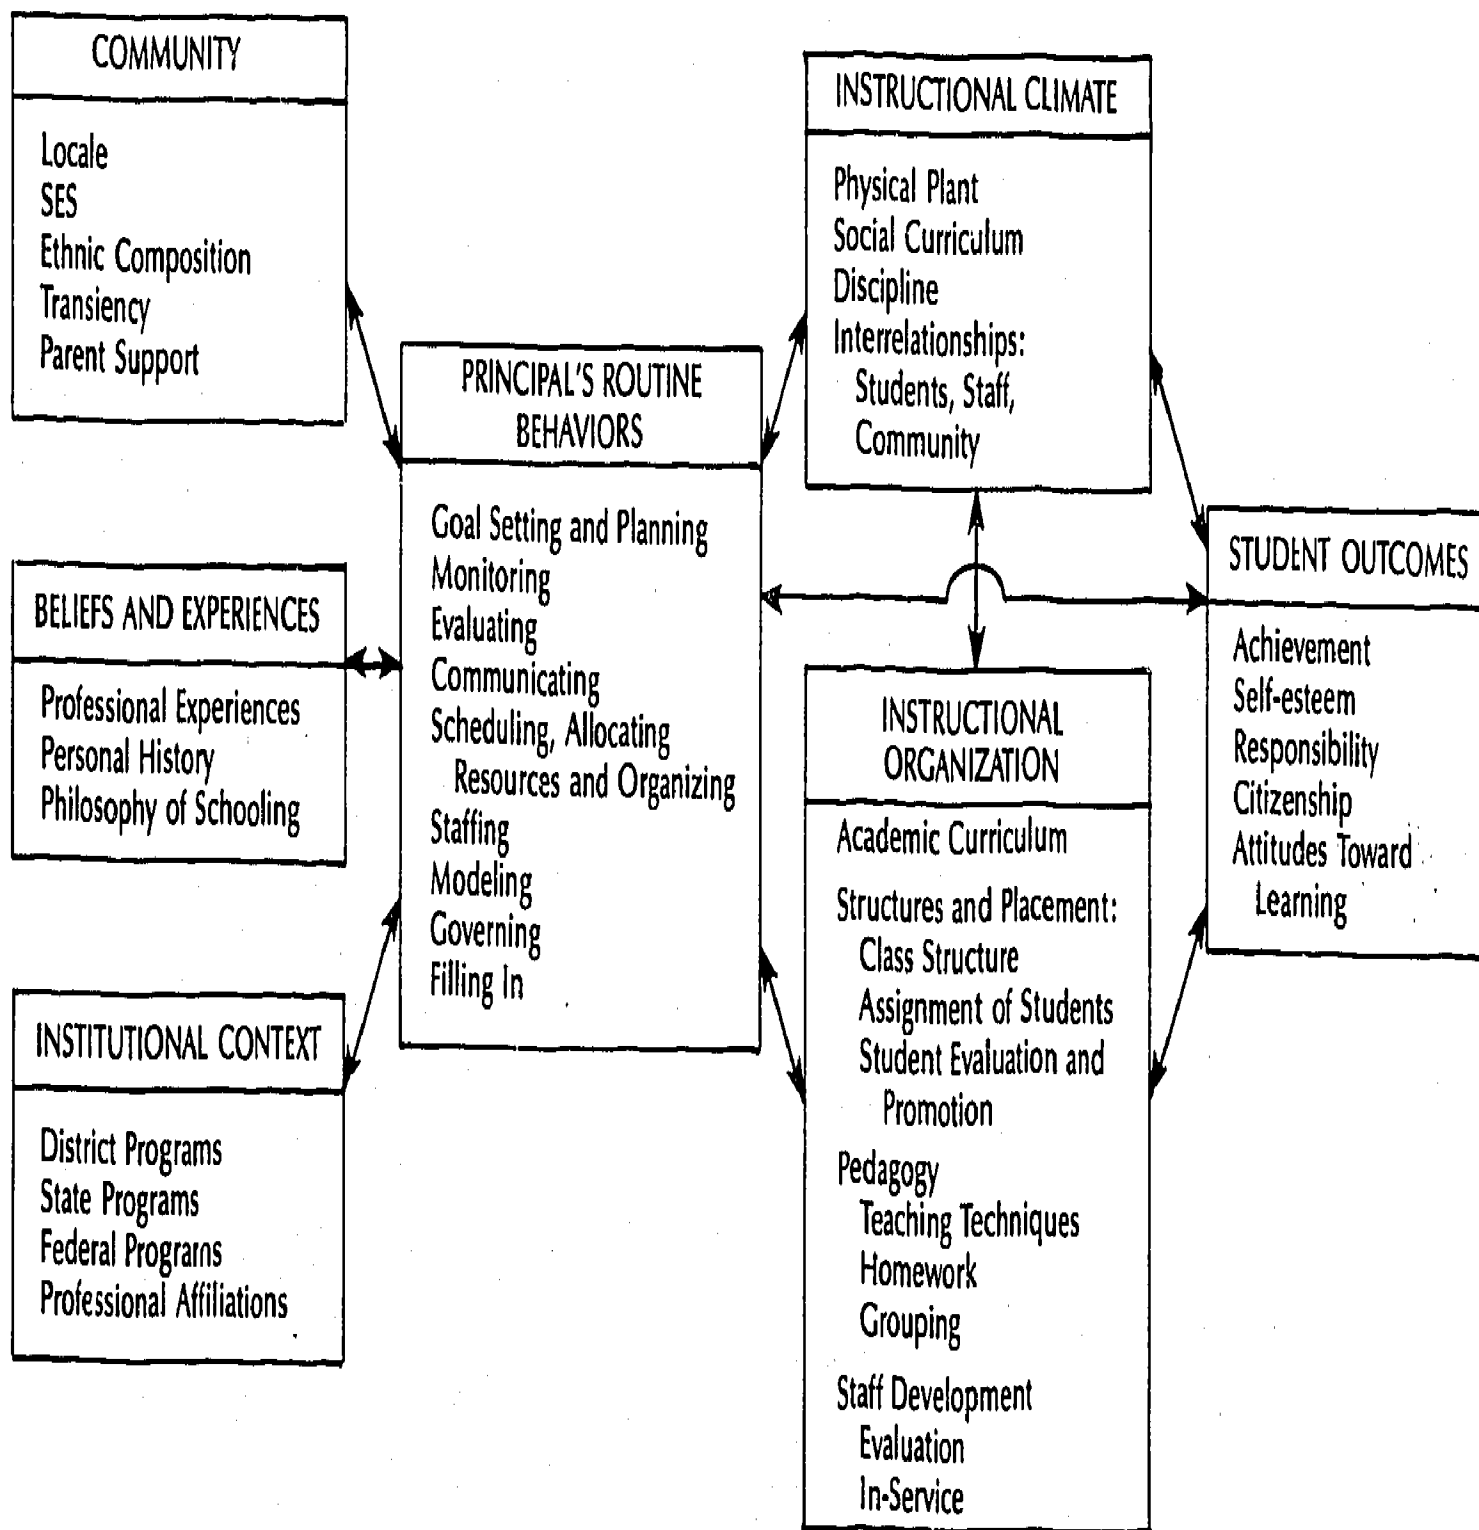 COMMUNITY
Locale
SES
Ethnic Composition
Transiency
Parent Support
BELIEFS AND EXPERIENCES
Professional Experiences
Personal History
Philosophy of Schooling
INSTITUTIONAL CONTEXT
District Programs
State Programs
Federal Programs
Professional Affiliations
PRINCIPAL'S ROUTINE
BEHAVIORS
Goal Setting and Planning
Monitoring
Evaluating
Communicating
Scheduling, Allocating
Resources and Organizing
Staffing
Modeling
Governing
Filling In
INSTRUCTIONAL CLIMATE
Physical Plant
Social Curriculum
Discipline
Interrelationships:
Students, Staff,
Community
INSTRUCTIONAL
ORGANIZATION
Academic Curriculum
Structures and Placement:
Class Structure
Assignment of Students
Student Evaluation and
Promotion
Pedagogy
Teaching Techniques
Homework
Grouping
Staff Development
Evaluation
In-Service
STUDENT OUTCOMES
Achievement
Self-esteem
Responsibility
Citizenship
Attitudes Toward
Learning